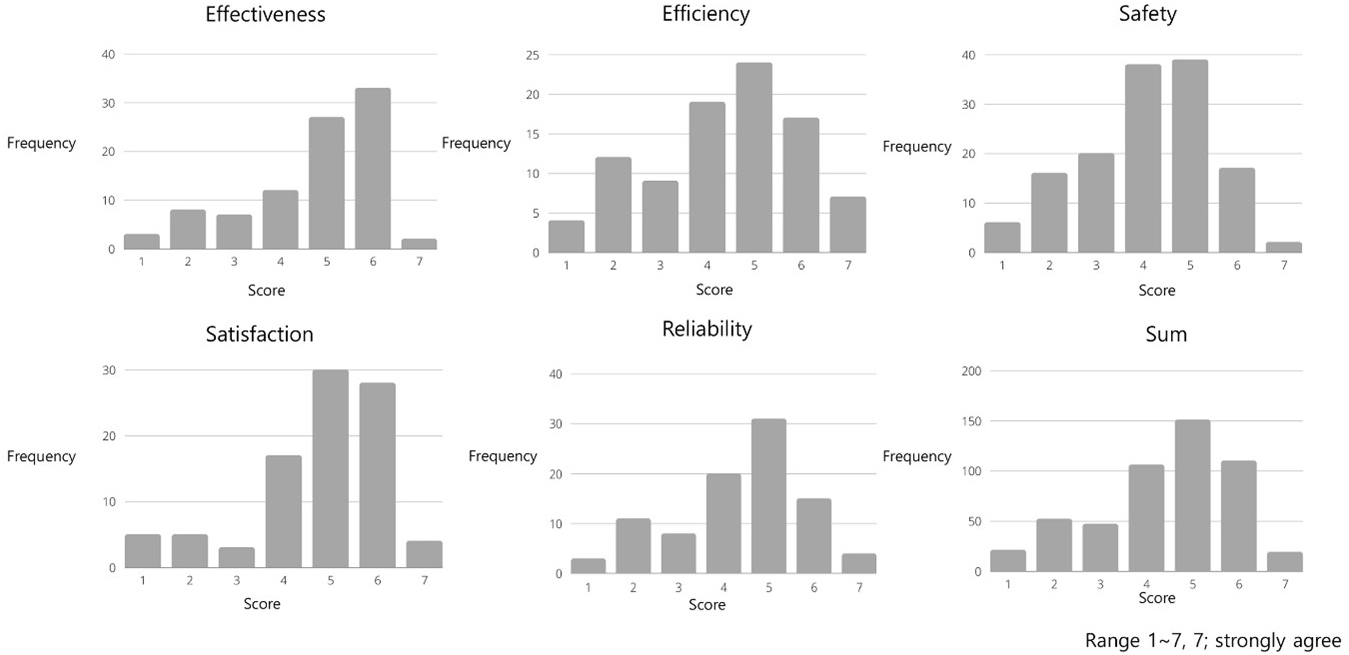 Effectiveness
40
30
20
10
0
Frequency
1 2 3 4 5 6 7
Score
Efficiency
25
20
15
10
5
0
Frequency
1 2 3 4 5 6 7
Score
Safety
40
30
20
10
0
Frequency
1 2 3 4 5 6 7
Score
Satisfaction
30
20
10
0
Frequency
1 2 3 4 5 6 7
Score
Reliability
40
30
20
10
0
Frequency
1 2 3 4 5 6 7
Score
Sum
200
150
100
50
0
Frequency
1 2 3 4 5 6 7
Score
Range 1~7, 7; strongly agree